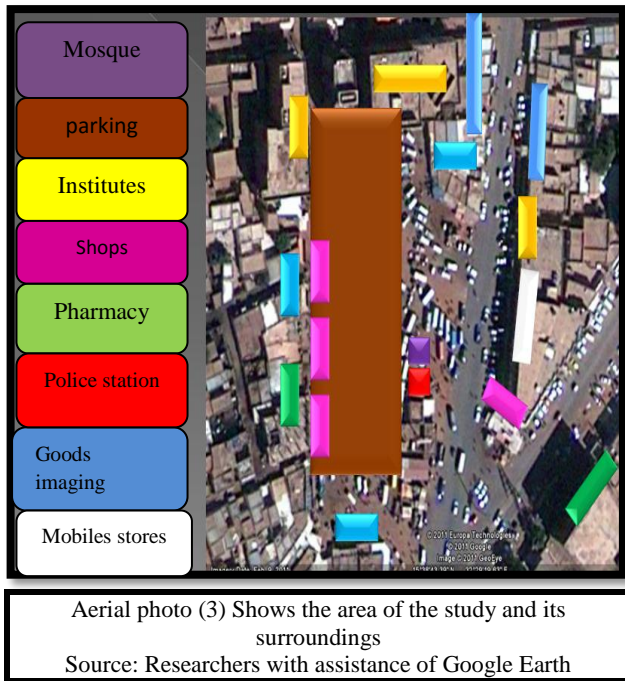 Mosque
parking
Institutes
Shops
Pharmacy
Police station
Goods
imaging
Mobiles stores
© 2011 Europa Technologies
© 2011 Google
Image © 2011 GeoEye
Aerial photo (3) Shows the area of the study and its
surroundings
Source: Researchers with assistance of Google Earth